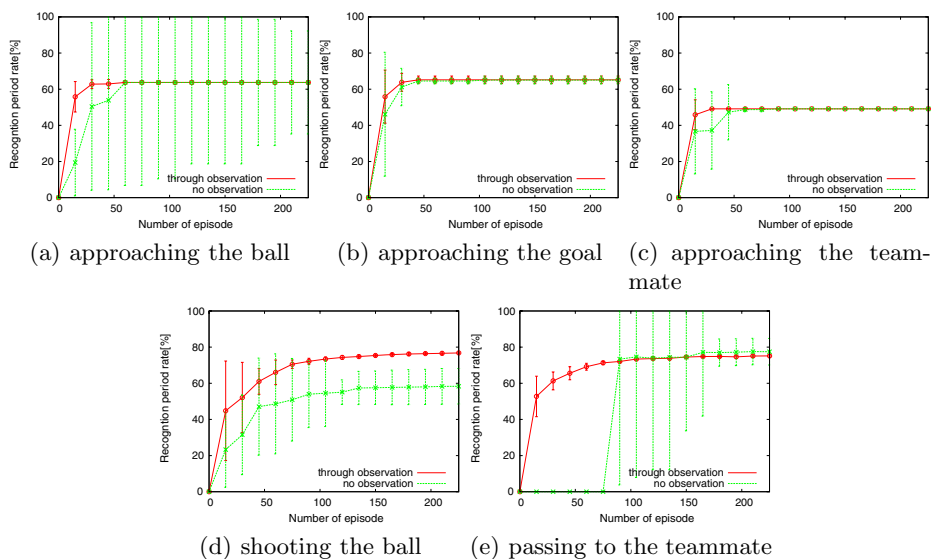 100
80
60
40
20
0
Recogntion period rate[%]
through observation
no observation
0 50 100 150 200
Number of episode
(a) approaching the ball
100
80
60
40
20
0
Recogntion period rate[%]
through observation
no observation
0 50 100 150 200
Number of episode
(b) approaching the goal
100
80
60
40
20
0
Recogntion period rate[%]
through observation
no observation
0 50 100 150 200
Number of episode
(c) approaching the team-
mate
100
80
60
40
20
0
Recogntion period rate[%]
through observation
no observation
0 50 100 150 200
Number of episode
(d) shooting the ball
100
80
60
40
20
0
Recogntion period rate[%]
through observation
no observation
0 50 100 150 200
Number of episode
(e) passing to the teammate